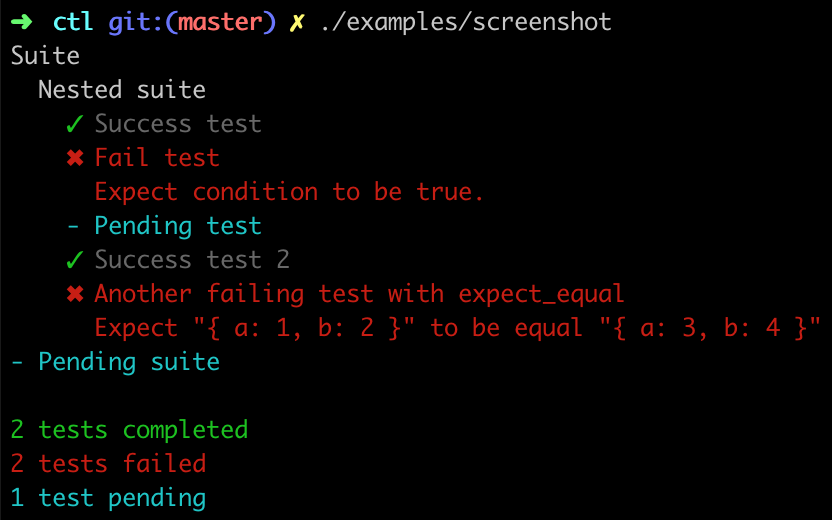 ➜ ctl git:(master) ✗ ./examples/screenshot
Suite
Nested suite
✓ Success test
✖ Fail test
Expect condition to be true.
- Pending test
✓ Success test 2
✖ Another failing test with expect_equal
Expect "{ a: 1, b: 2 }" to be equal "{ a: 3, b: 4 }"
- Pending suite
2 tests completed
2 tests failed
1 test pending